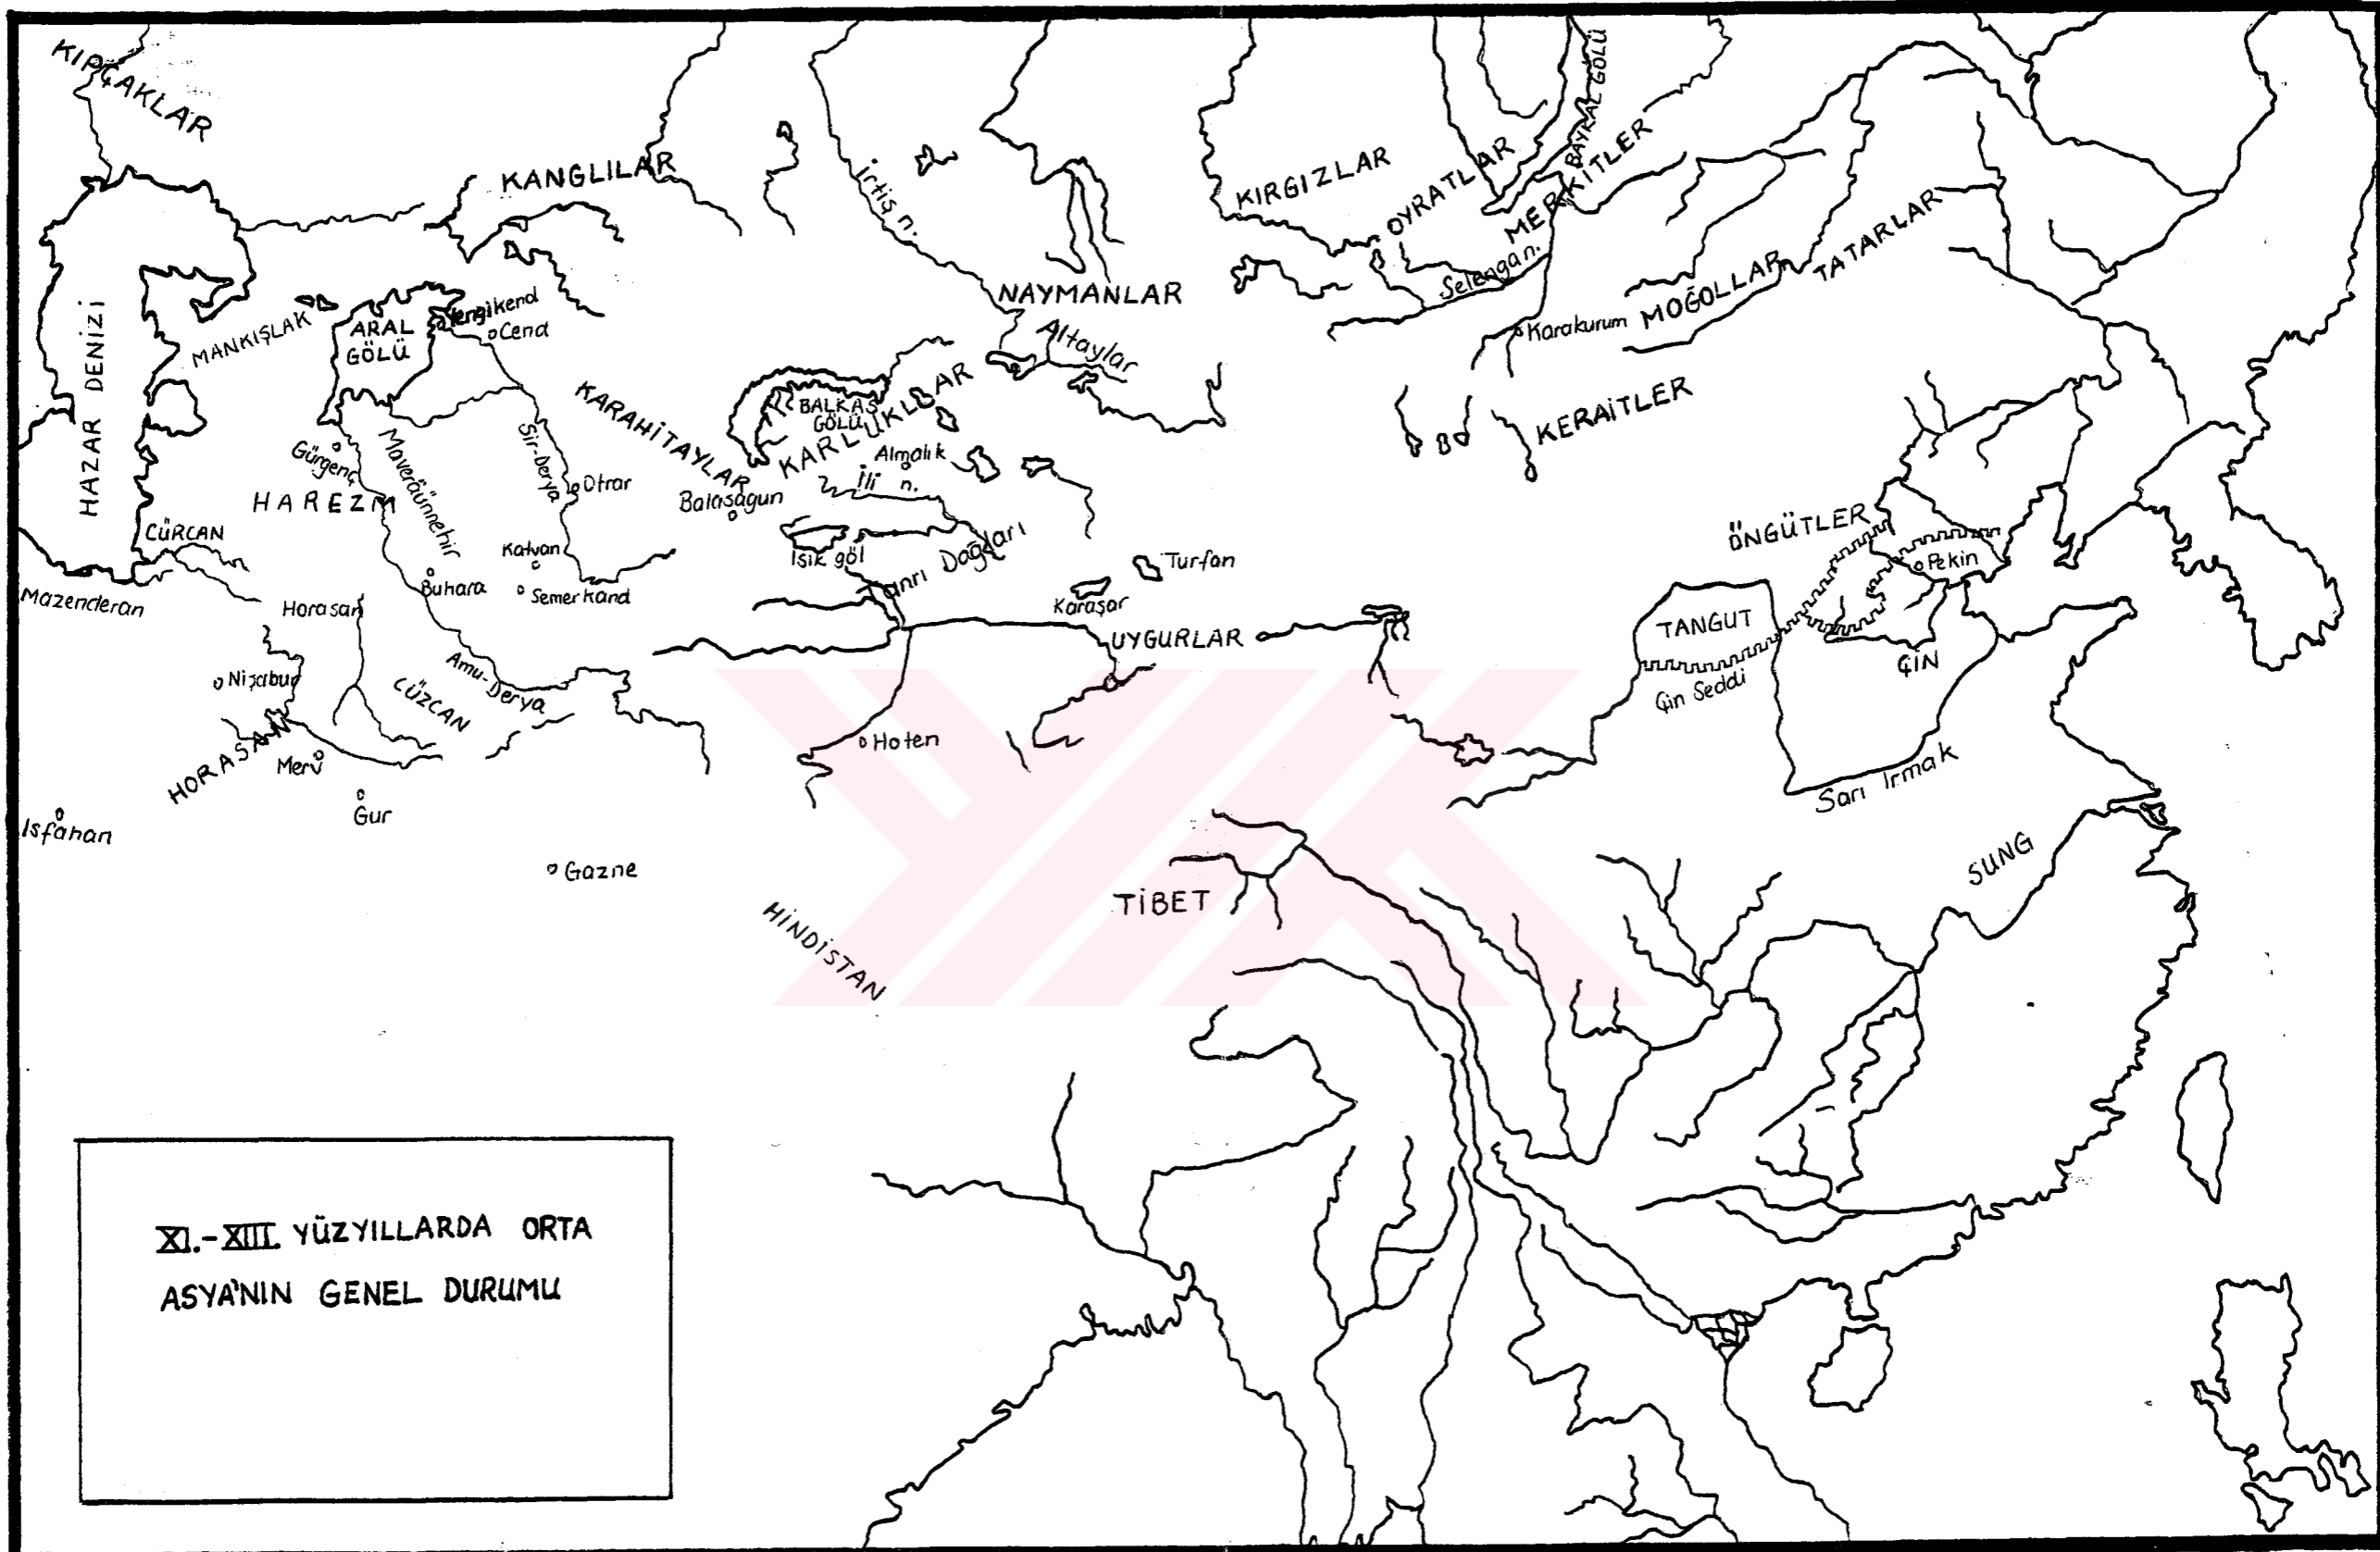 KIPÇAKLAR
KANGLILAR
İrtiş n.
KIRGIZLAR
OYRATLAR
BAYKAL GÖLÜ
MERKİTLER
Selenga n.
TATARLAR
MOĞOLLAR
Karakurum
NAYMANLAR
Altaylar
KERAİTLER
HAZAR DENİZİ
MANKIŞLAK
ARAL
GÖLÜ
Yengikend
Cend
KARAHİTAYLAR
BALKAŞ
GÖLÜ
KARLUKLAR
Almalık
İli n.
Balasagun
Isık göl
Tanrı Dağları
Gürgenç
Maverâünnehir
Sir-Derya
Otrar
HAREZM
CÜRCAN
Mazenderan
Katvan
Buhara
Semerkand
Horasan
Turfan
Karaşar
UYGURLAR
ÖNGÜTLER
Pekin
TANGUT
ÇİN
Çin Seddi
Sarı Irmak
Nişabur
CÜZCAN
Amu-Derya
HORASAN
Merv
Gur
Isfahan
Hoten
Gazne
HİNDİSTAN
TİBET
SUNG
XI.-XIII. YÜZYILLARDA ORTA
ASYA'NIN GENEL DURUMU